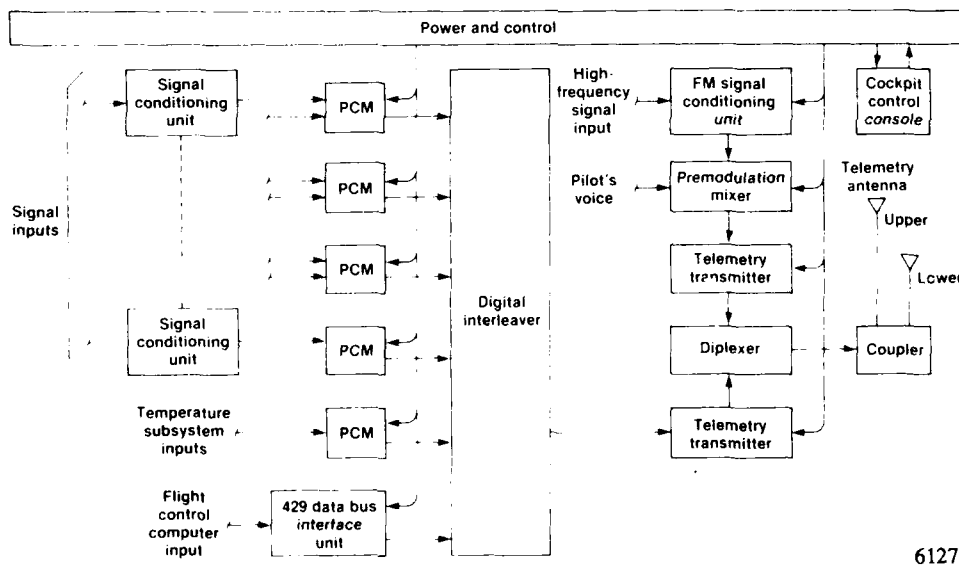 Power and control
Signal
conditioning
unit
PCM
High-
frequency
signal
input
FM signal
conditioning
unit
Cockpit
control
console
PCM
Pilot's
voice
Premodulation
mixer
Telemetry
antenna
Upper
Signal
inputs
PCM
Digital
interleaver
Telemetry
transmitter
Lower
Signal
conditioning
unit
PCM
Diplexer
Coupler
Temperature
subsystem
inputs
PCM
Telemetry
transmitter
Flight
control
computer
input
429 data bus
interface
unit
6127